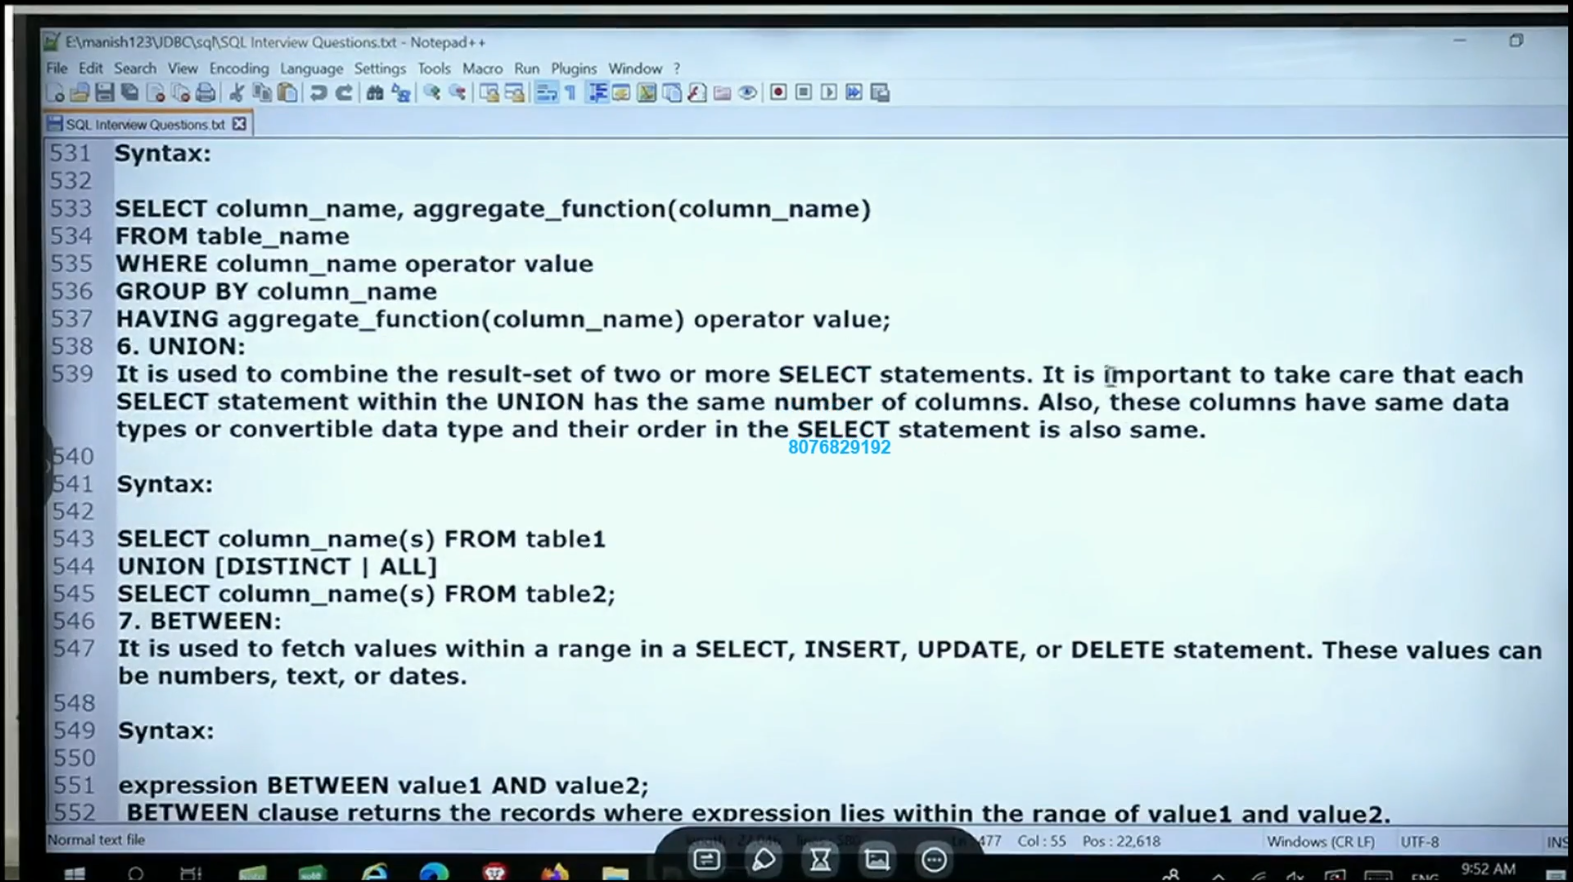 E:\manish123\JDBC\sql\SQL Interview Questions.txt - Notepad++
File Edit Search View Encoding Language Settings Tools Macro Run Plugins Window ?
SQL Interview Questions.txt
531 Syntax:
532
533 SELECT column_name, aggregate_function(column_name)
534 FROM table_name
535 WHERE column_name operator value
536 GROUP BY column_name
537 HAVING aggregate_function(column_name) operator value;
538 6. UNION:
539 It is used to combine the result-set of two or more SELECT statements. It is important to take care that each
SELECT statement within the UNION has the same number of columns. Also, these columns have same data
types or convertible data type and their order in the SELECT statement is also same.
8076829192
540
541 Syntax:
542
543 SELECT column_name(s) FROM table1
544 UNION [DISTINCT | ALL]
545 SELECT column_name(s) FROM table2;
546 7. BETWEEN:
547 It is used to fetch values within a range in a SELECT, INSERT, UPDATE, or DELETE statement. These values can
be numbers, text, or dates.
548
549 Syntax:
550
551 expression BETWEEN value1 AND value2;
552 BETWEEN clause returns the records where expression lies within the range of value1 and value2.
Normal text file 477 Col : 55 Pos : 22,618 Windows (CR LF) UTF-8 INS
ENG 9:52 AM